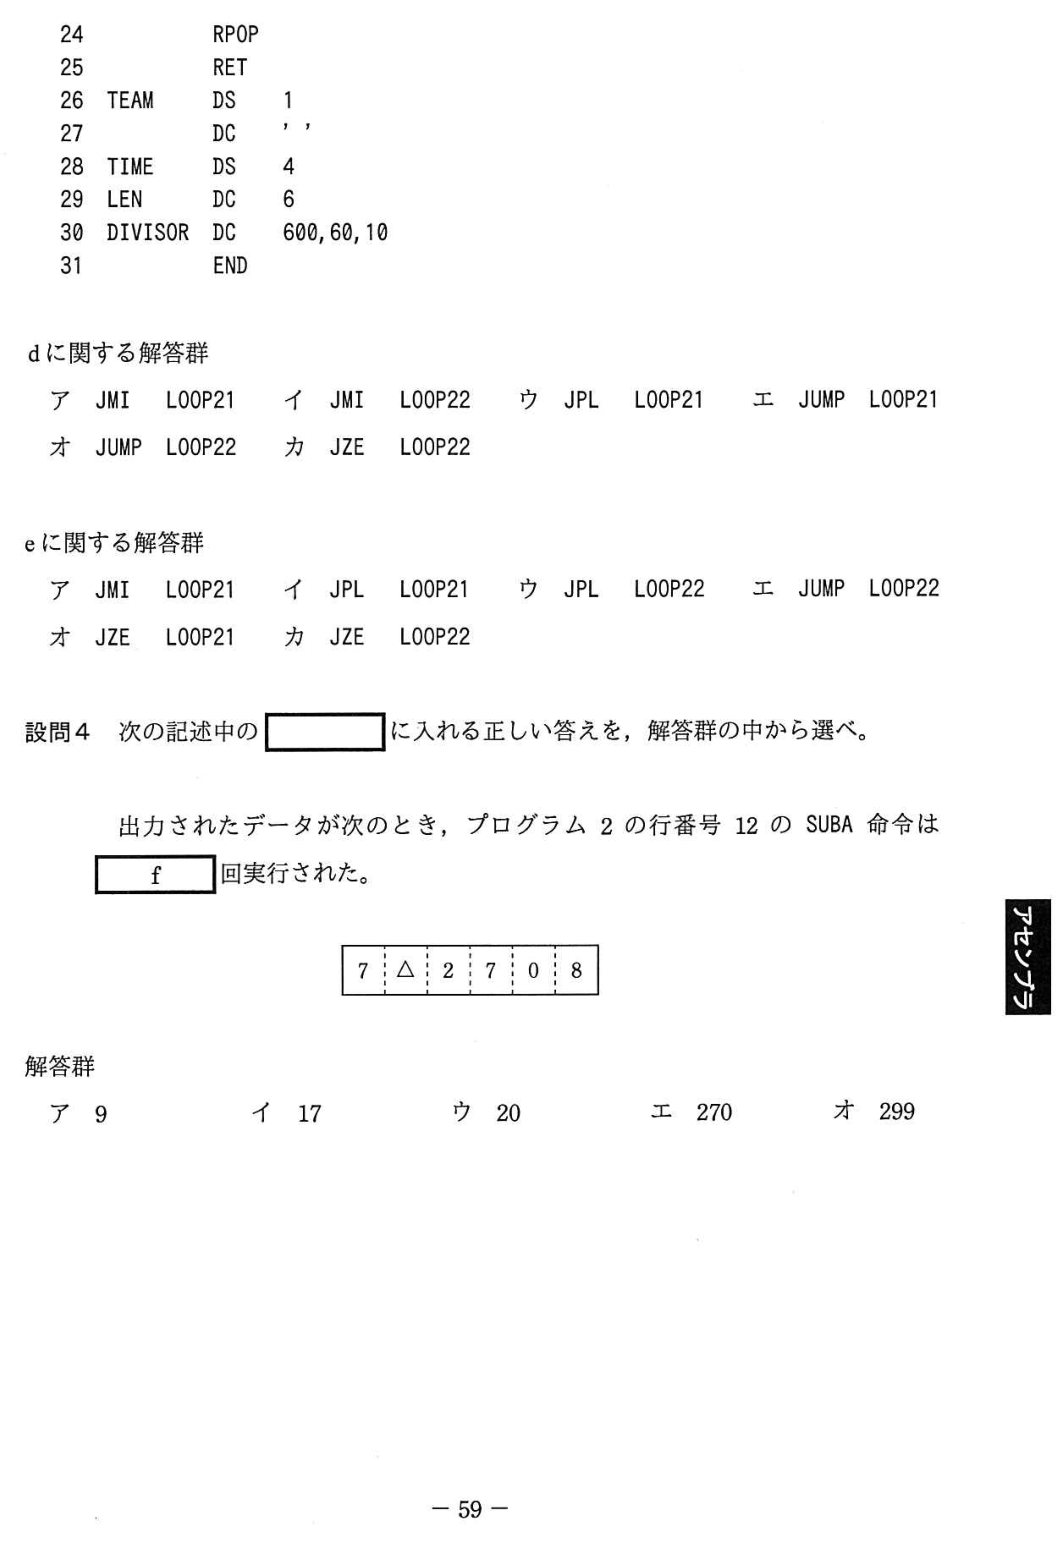 24 RPOP
25 RET
26 TEAM DS 1
27 DC ' '
28 TIME DS 4
29 LEN DC 6
30 DIVISOR DC 600,60,10
31 END
dに関する解答群
ア JMI LOOP21 イ JMI LOOP22 ウ JPL LOOP21 エ JUMP LOOP21
オ JUMP LOOP22 カ JZE LOOP22
eに関する解答群
ア JMI LOOP21 イ JPL LOOP21 ウ JPL LOOP22 エ JUMP LOOP22
オ JZE LOOP21 カ JZE LOOP22
設問4 次の記述中の に入れる正しい答えを，解答群の中から選べ。
出力されたデータが次のとき，プログラム 2 の行番号 12 の SUBA 命令は
f 回実行された。
7 △ 2 7 0 8
アセンブラ
解答群
ア 9 イ 17 ウ 20 エ 270 オ 299
－ 59 －